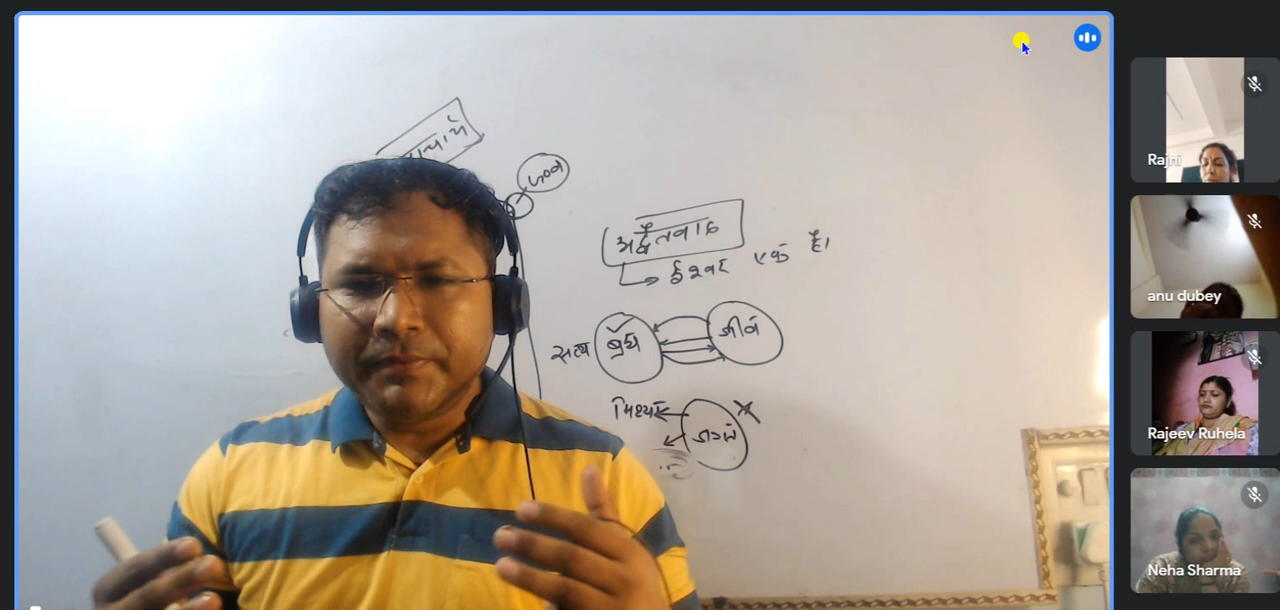 अद्वैतवाद
ईश्वर एक है।
सत्य ब्रह्म जीव
मिथ्या जगत
Rajni
anu dubey
Rajeev Ruhela
Neha Sharma